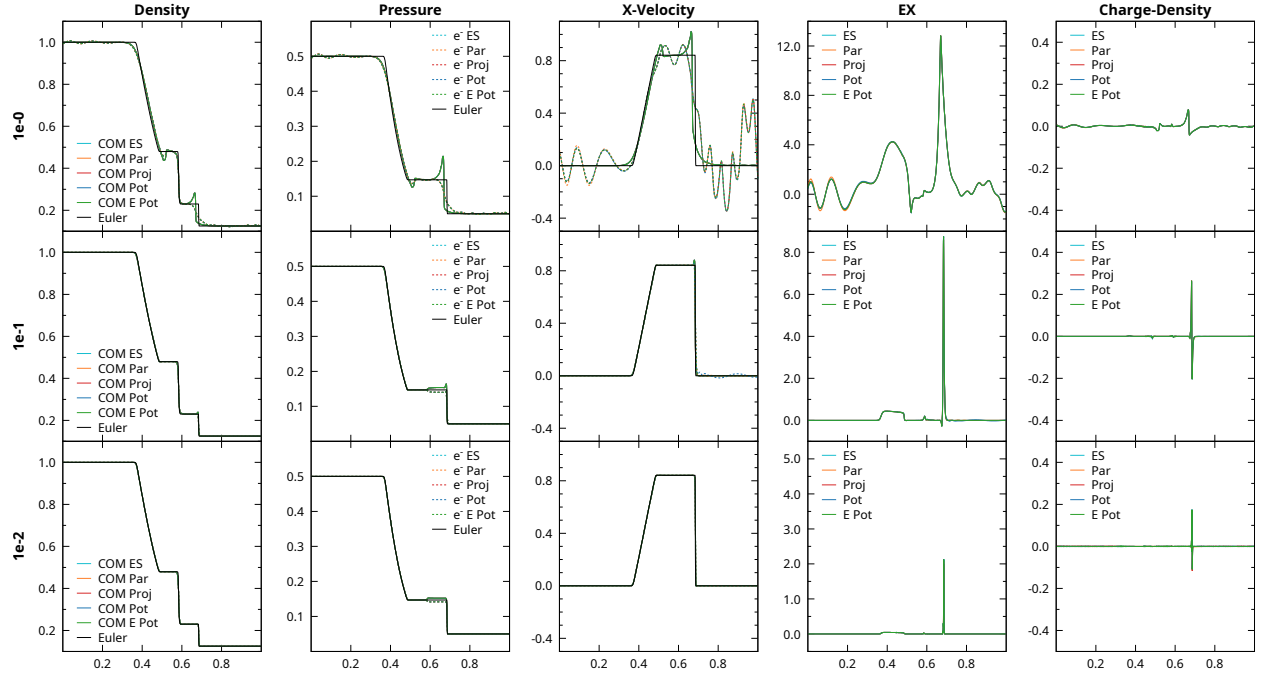 Density Pressure X-Velocity EX Charge-Density
1e-0
1.0
0.8
0.6
0.4
0.2
COM ES
COM Par
COM Proj
COM Pot
COM E Pot
Euler
0.5
0.4
0.3
0.2
0.1
e- ES
e- Par
e- Proj
e- Pot
e- E Pot
Euler
0.8
0.4
0.0
-0.4
12.0
8.0
4.0
0.0
ES
Par
Proj
Pot
E Pot
0.4
0.2
0.0
-0.2
-0.4
1e-1
1.0
0.8
0.6
0.4
0.2
COM ES
COM Par
COM Proj
COM Pot
COM E Pot
Euler
0.5
0.4
0.3
0.2
0.1
e- ES
e- Par
e- Proj
e- Pot
e- E Pot
Euler
0.8
0.4
0.0
-0.4
8.0
6.0
4.0
2.0
0.0
ES
Par
Proj
Pot
E Pot
0.4
0.2
0.0
-0.2
-0.4
1e-2
1.0
0.8
0.6
0.4
0.2
COM ES
COM Par
COM Proj
COM Pot
COM E Pot
Euler
0.5
0.4
0.3
0.2
0.1
e- ES
e- Par
e- Proj
e- Pot
e- E Pot
Euler
0.8
0.4
0.0
-0.4
5.0
4.0
3.0
2.0
1.0
0.0
ES
Par
Proj
Pot
E Pot
0.4
0.2
0.0
-0.2
-0.4
0.2 0.4 0.6 0.8 0.2 0.4 0.6 0.8 0.2 0.4 0.6 0.8 0.2 0.4 0.6 0.8 0.2 0.4 0.6 0.8